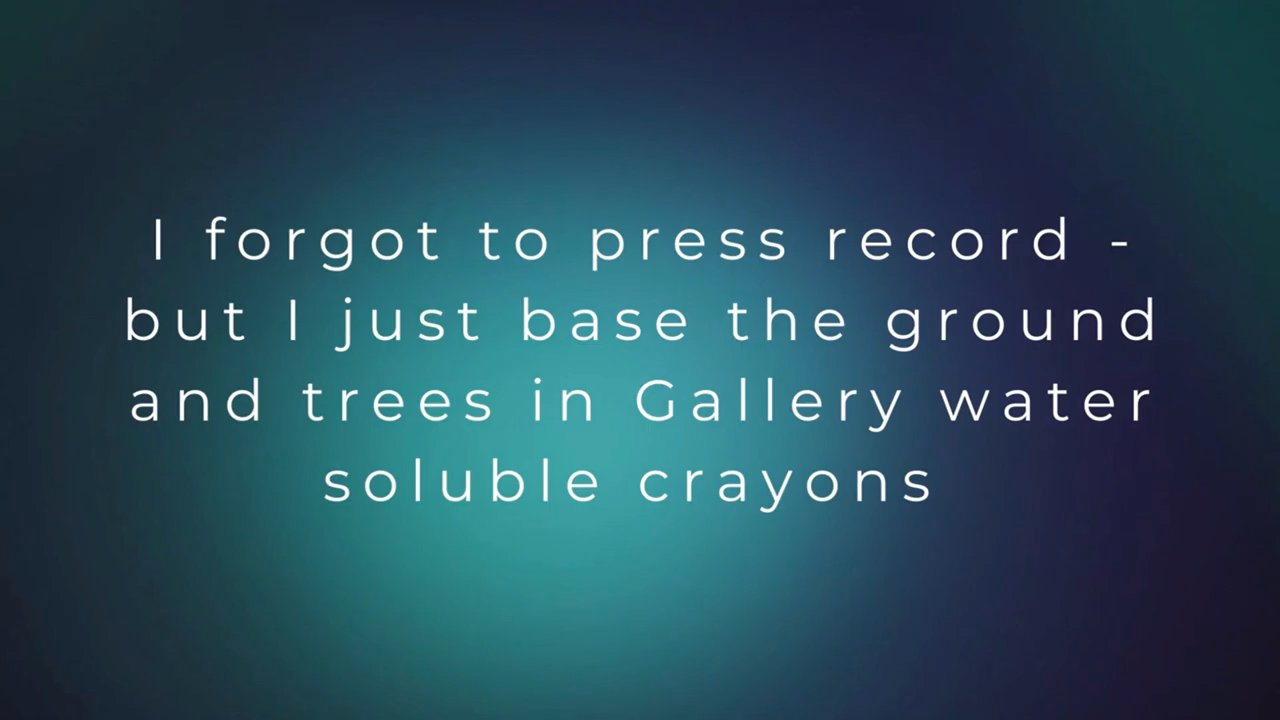 I forgot to press record -
but I just base the ground
and trees in Gallery water
soluble crayons